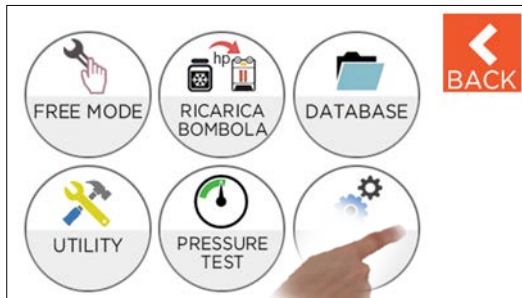 hp
BACK
FREE MODE
RICARICA
BOMBOLA
DATABASE
UTILITY
PRESSURE
TEST